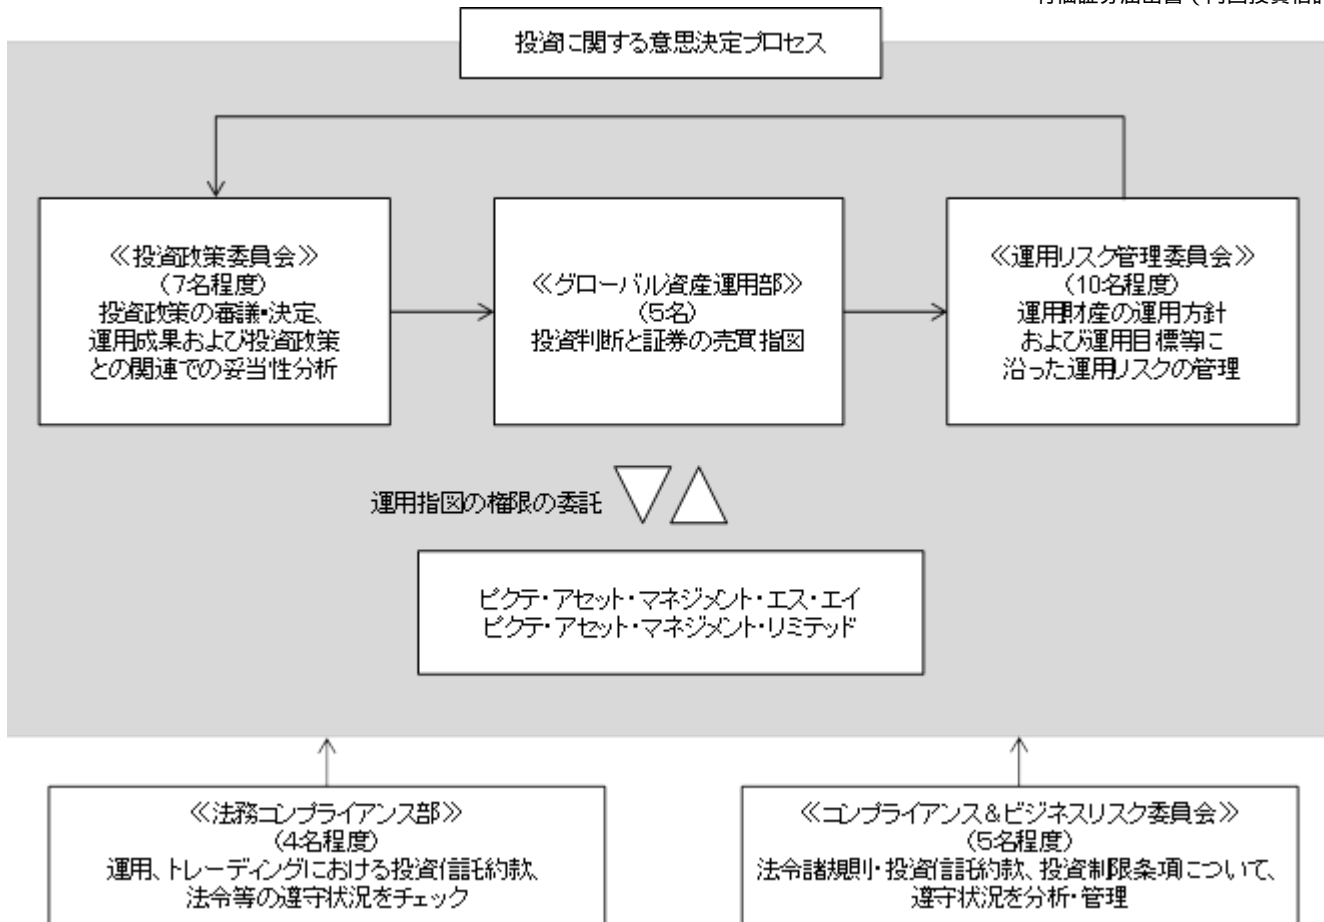 投資に関する意思決定プロセス
≪投資政策委員会≫
(7名程度)
投資政策の審議・決定、
運用成果および投資政策
との関連での妥当性分析
≪グローバル資産運用部≫
(5名)
投資判断と証券の売買指図
≪運用リスク管理委員会≫
(10名程度)
運用財産の運用方針
および運用目標等に
沿った運用リスクの管理
運用指図の権限の委託
ピクテ・アセット・マネジメント・エス・エイ
ピクテ・アセット・マネジメント・リミテッド
≪法務コンプライアンス部≫
(4名程度)
運用、トレーディングにおける投資信託約款、
法令等の遵守状況をチェック
≪コンプライアンス&ビジネスリスク委員会≫
(5名程度)
法令諸規則・投資信託約款、投資制限条項について、
遵守状況を分析・管理